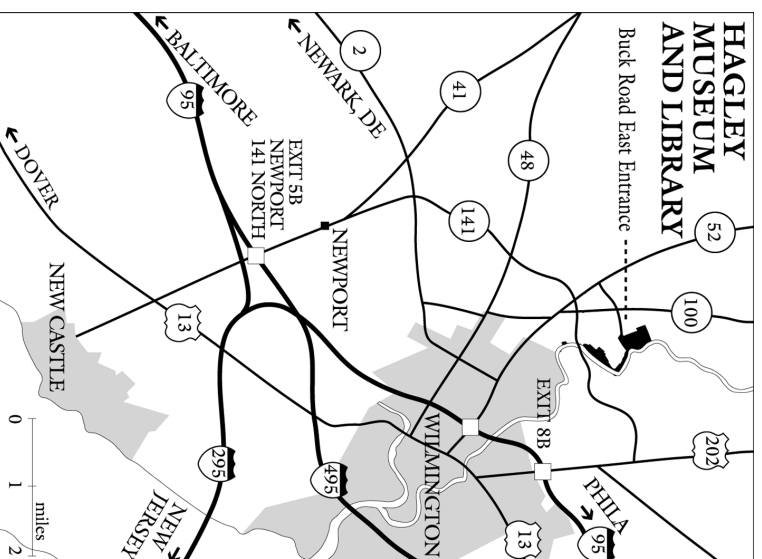 HAGLEY
MUSEUM
AND LIBRARY
Buck Road East Entrance
52
100
202
2
41
48
141
NEWARK, DE
BALTIMORE
95
EXIT 5B
NEWPORT
141 NORTH
NEWPORT
DOVER
13
NEW CASTLE
EXIT 8B
WILMINGTON
PHILA
95
13
495
295
NEW
JERSEY
0 1 2
miles